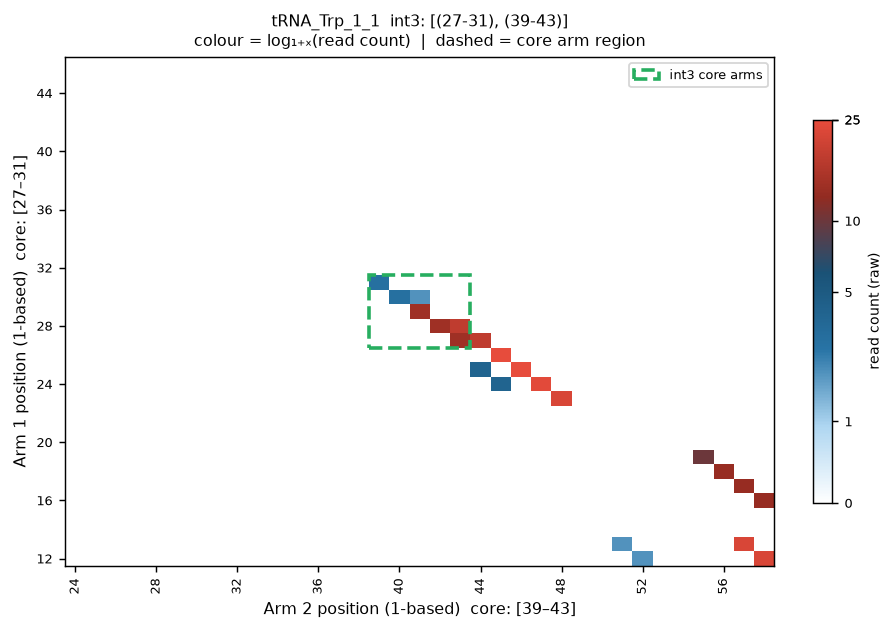 tRNA_Trp_1_1  int3: [(27-31), (39-43)]
colour = log₁₊ₓ(read count)  |  dashed = core arm region
int3 core arms
Arm 1 position (1-based)  core: [27–31]
44
40
36
32
28
24
20
16
12
24 28 32 36 40 44 48 52 56
Arm 2 position (1-based)  core: [39–43]
25
10
5
1
0
read count (raw)